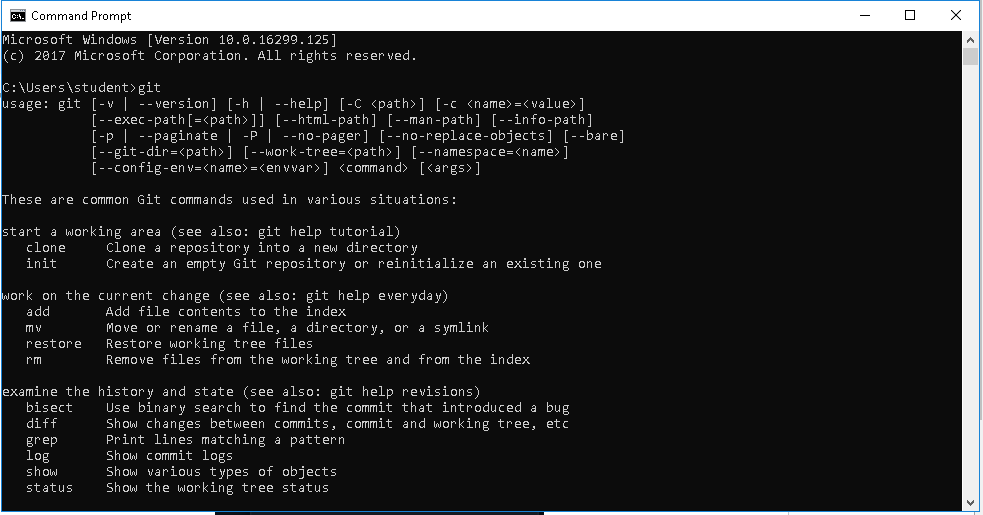 Command Prompt
Microsoft Windows [Version 10.0.16299.125]
(c) 2017 Microsoft Corporation. All rights reserved.
C:\Users\student>git
usage: git [-v | --version] [-h | --help] [-C <path>] [-c <name>=<value>]
           [--exec-path[=<path>]] [--html-path] [--man-path] [--info-path]
           [-p | --paginate | -P | --no-pager] [--no-replace-objects] [--bare]
           [--git-dir=<path>] [--work-tree=<path>] [--namespace=<name>]
           [--config-env=<name>=<envvar>] <command> [<args>]
These are common Git commands used in various situations:
start a working area (see also: git help tutorial)
   clone     Clone a repository into a new directory
   init      Create an empty Git repository or reinitialize an existing one
work on the current change (see also: git help everyday)
   add       Add file contents to the index
   mv        Move or rename a file, a directory, or a symlink
   restore   Restore working tree files
   rm        Remove files from the working tree and from the index
examine the history and state (see also: git help revisions)
   bisect    Use binary search to find the commit that introduced a bug
   diff      Show changes between commits, commit and working tree, etc
   grep      Print lines matching a pattern
   log       Show commit logs
   show      Show various types of objects
   status    Show the working tree status